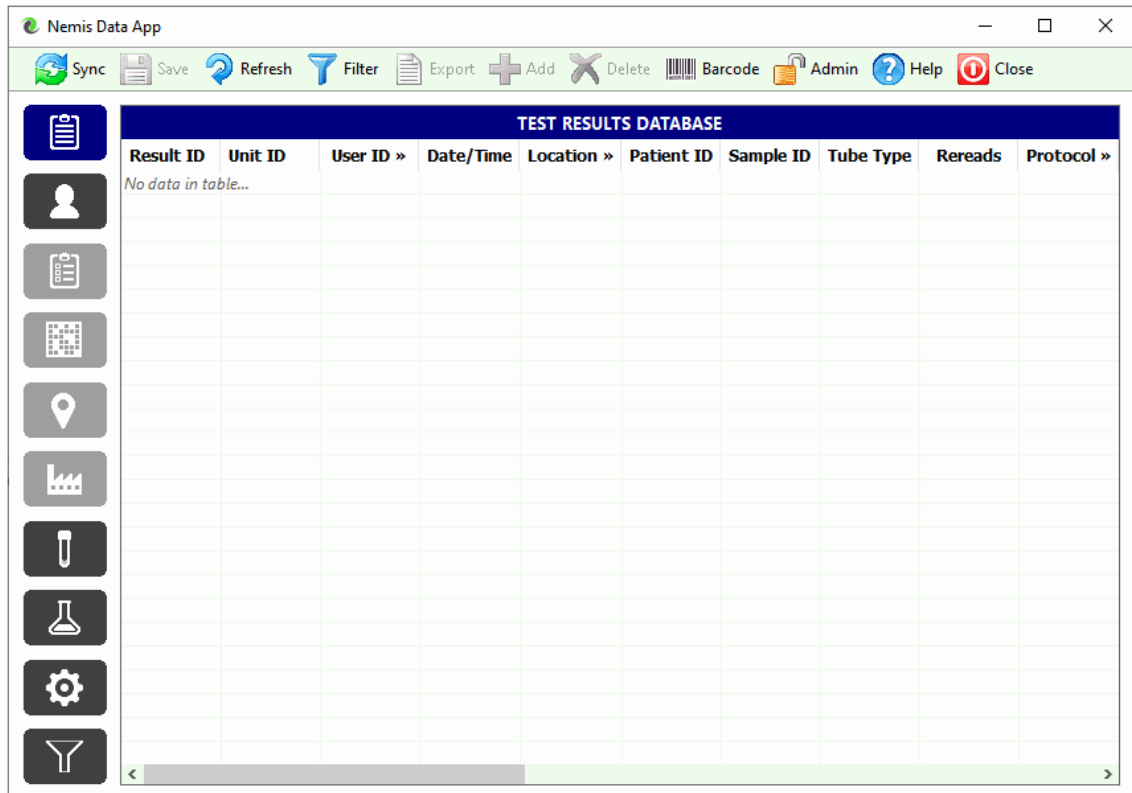 Nemis Data App
Sync Save Refresh Filter Export Add Delete Barcode Admin Help Close
TEST RESULTS DATABASE
Result ID Unit ID User ID » Date/Time Location » Patient ID Sample ID Tube Type Rereads Protocol »
No data in table...